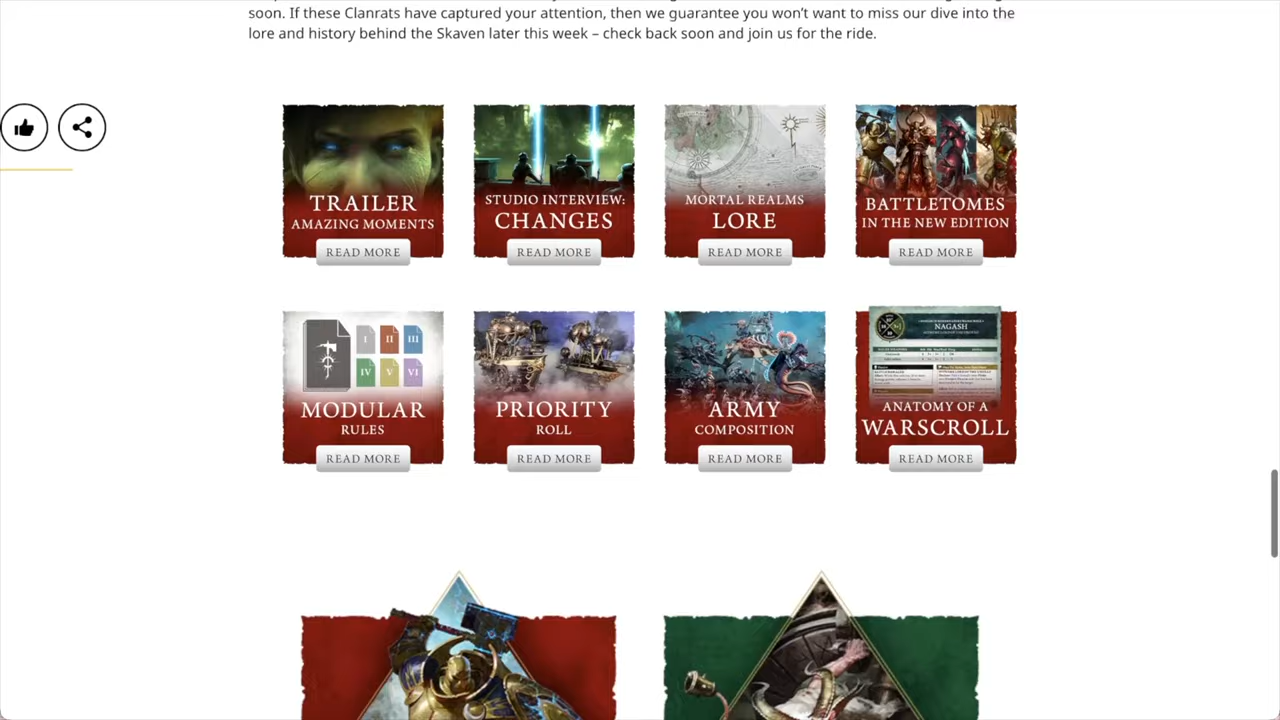 soon. If these Clanrats have captured your attention, then we guarantee you won't want to miss our dive into the
lore and history behind the Skaven later this week – check back soon and join us for the ride.
TRAILER
AMAZING MOMENTS
READ MORE
STUDIO INTERVIEW:
CHANGES
READ MORE
MORTAL REALMS
LORE
READ MORE
BATTLETOMES
IN THE NEW EDITION
READ MORE
I II III
IV V VI
MODULAR
RULES
READ MORE
PRIORITY
ROLL
READ MORE
ARMY
COMPOSITION
READ MORE
NAGASH
ANATOMY OF A
WARSCROLL
READ MORE